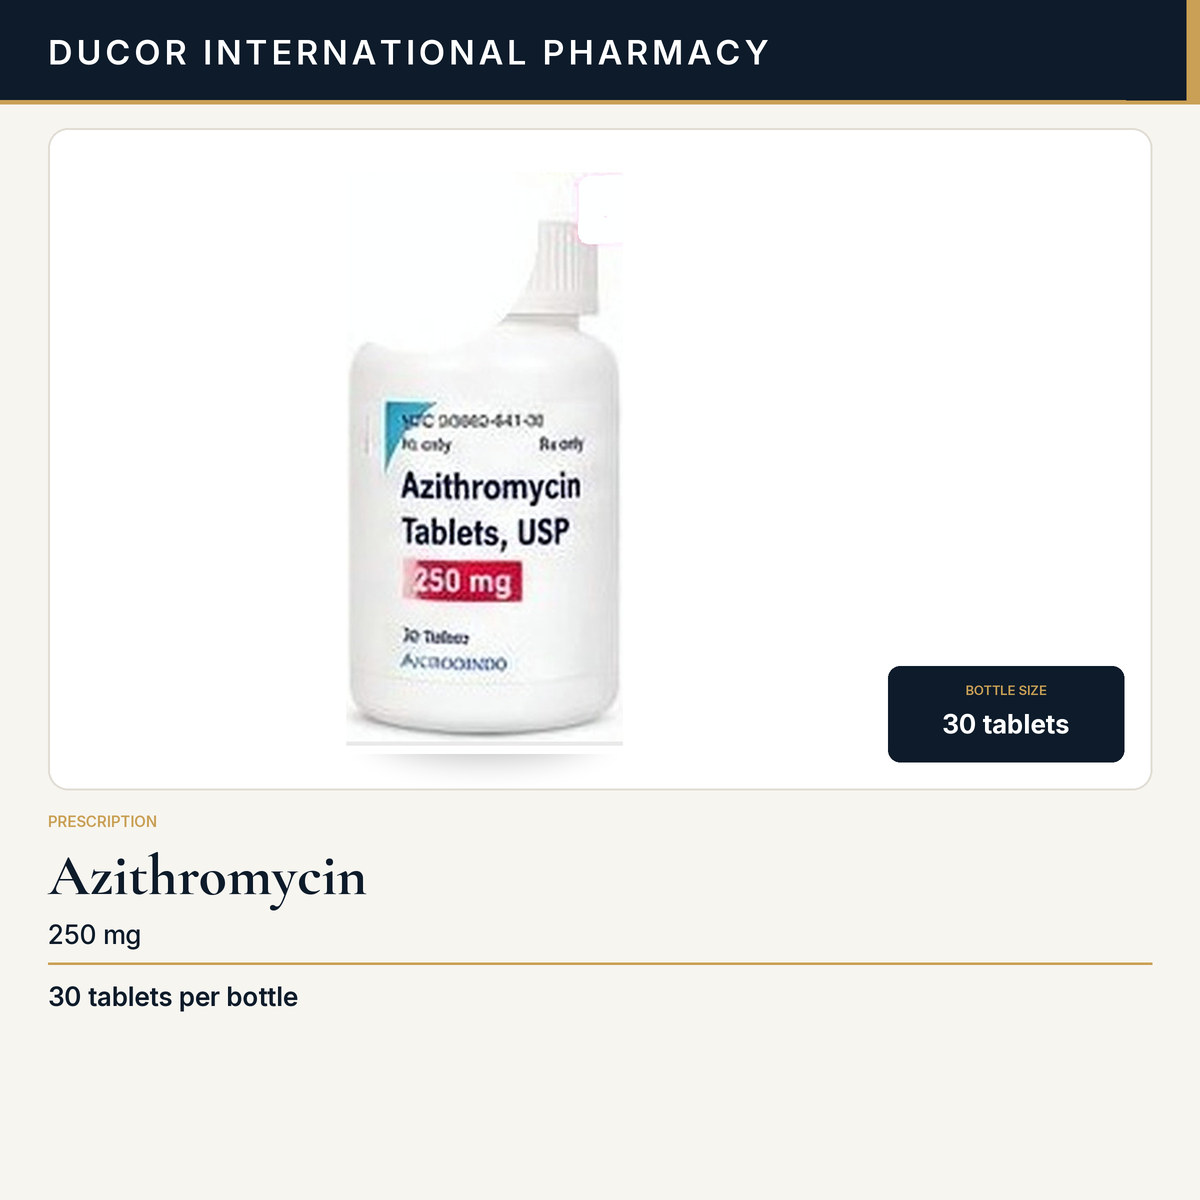 DUCOR INTERNATIONAL PHARMACY
Rx only
Azithromycin
Tablets, USP
250 mg
BOTTLE SIZE
30 tablets
PRESCRIPTION
Azithromycin
250 mg
30 tablets per bottle